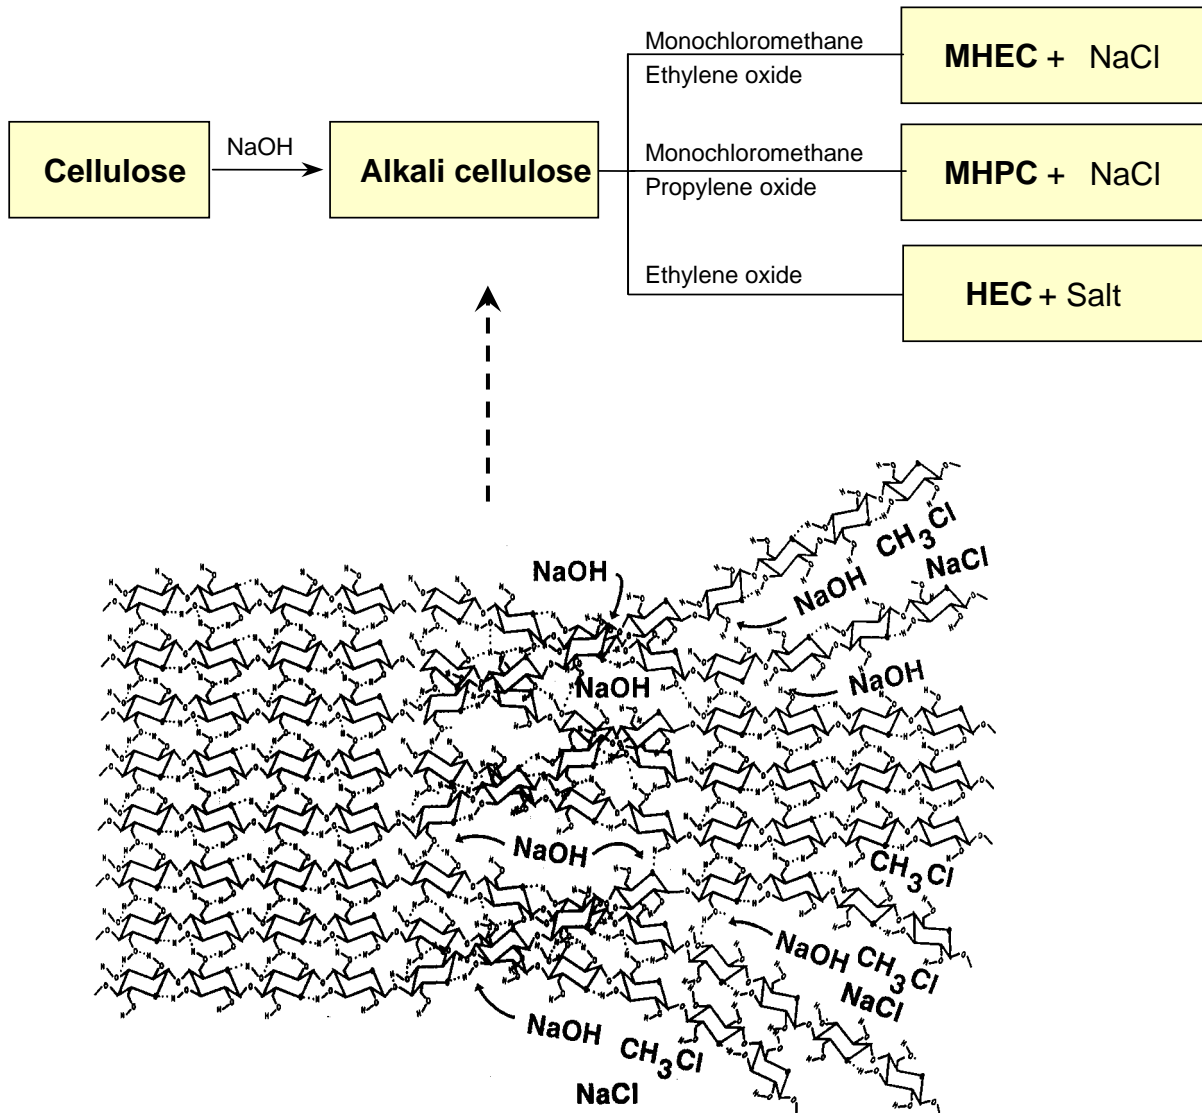 Monochloromethane
Ethylene oxide
MHEC + NaCl
Cellulose
NaOH
Alkali cellulose
Monochloromethane
Propylene oxide
MHPC + NaCl
Ethylene oxide
HEC + Salt
CH3Cl
NaOH
NaOH
NaCl
NaOH
NaOH
NaOH
CH3Cl
NaOH
CH3Cl
NaCl
NaOH
CH3Cl
NaCl